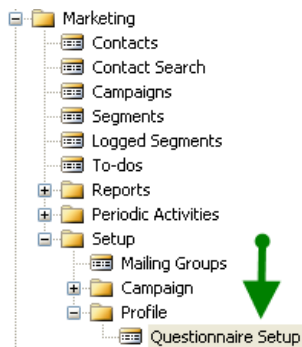 Marketing
Contacts
Contact Search
Campaigns
Segments
Logged Segments
To-dos
Reports
Periodic Activities
Setup
Mailing Groups
Campaign
Profile
Questionnaire Setup